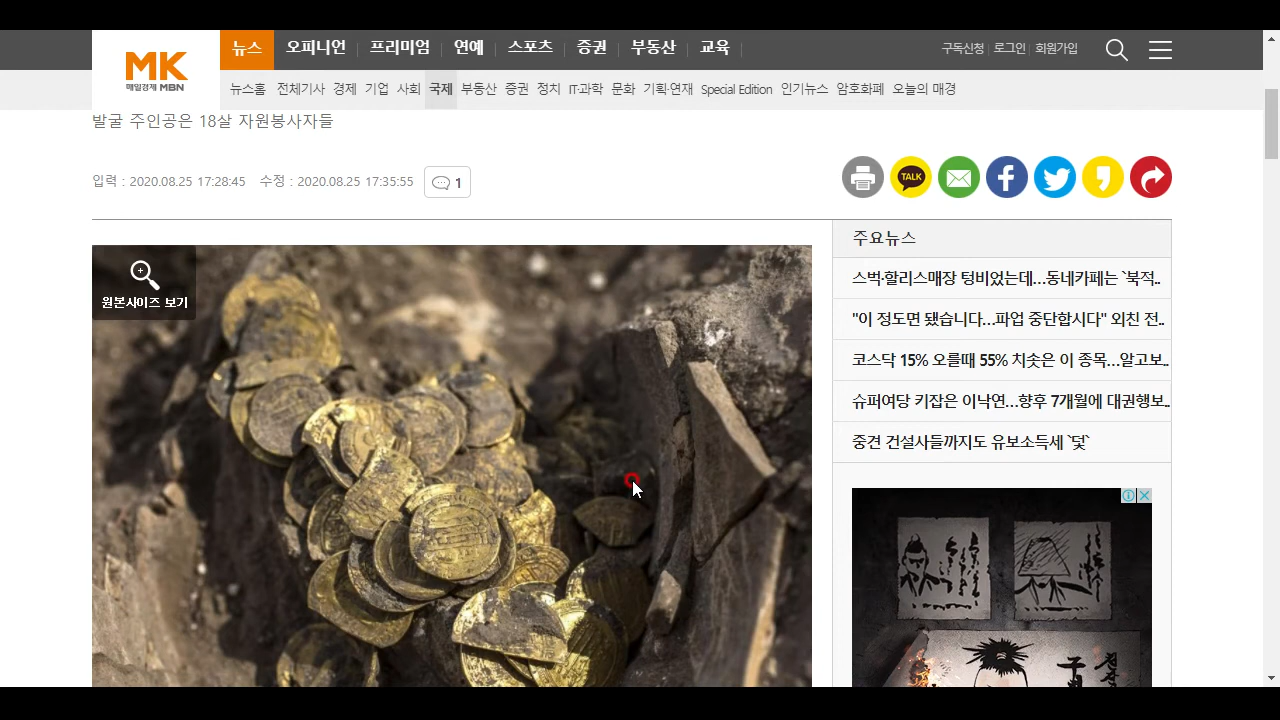 뉴스 오피니언 프리미엄 연예 스포츠 증권 부동산 교육
구독신청 로그인 회원가입
MK
매일경제 MBN
뉴스홈 전체기사 경제 기업 사회 국제 부동산 증권 정치 IT·과학 문화 기획·연재 Special Edition 인기뉴스 암호화폐 오늘의 매경
발굴 주인공은 18살 자원봉사자들
입력 : 2020.08.25 17:28:45 수정 : 2020.08.25 17:35:55 1
TALK
원본사이즈 보기
주요뉴스
스벅·할리스매장 텅비었는데…동네카페는 `북적..
"이 정도면 됐습니다…파업 중단합시다" 외친 전..
코스닥 15% 오를때 55% 치솟은 이 종목…알고보..
슈퍼여당 키잡은 이낙연…향후 7개월에 대권행보..
중견 건설사들까지도 유보소득세 `덫`